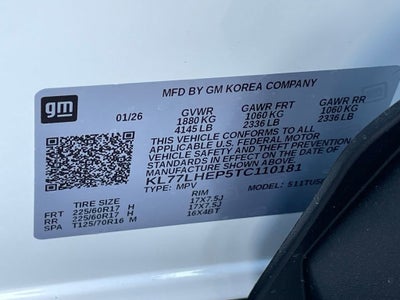 gm
MFD BY GM KOREA COMPANY
01/26 GVWR GAWR FRT GAWR RR
1880 KG 1060 KG 1060 KG
4145 LB 2336 LB 2336 LB
THIS VEHICLE CONFORMS TO ALL
APPLICABLE U.S. FEDERAL MOTOR
VEHICLE SAFETY, BUMPER, AND THEFT
PREVENTION STANDARDS IN EFFECT ON
THE DATE OF MANUFACTURE SHOWN ABOVE.
KL77LHEP5TC110181
TYPE: MPV MODEL: 511TUS
TIRE SIZE RIM
FRT 225/60R17 H 17X7.5J
RR 225/60R17 H 17X7.5J
SPA T125/70R16 M 16X4BT